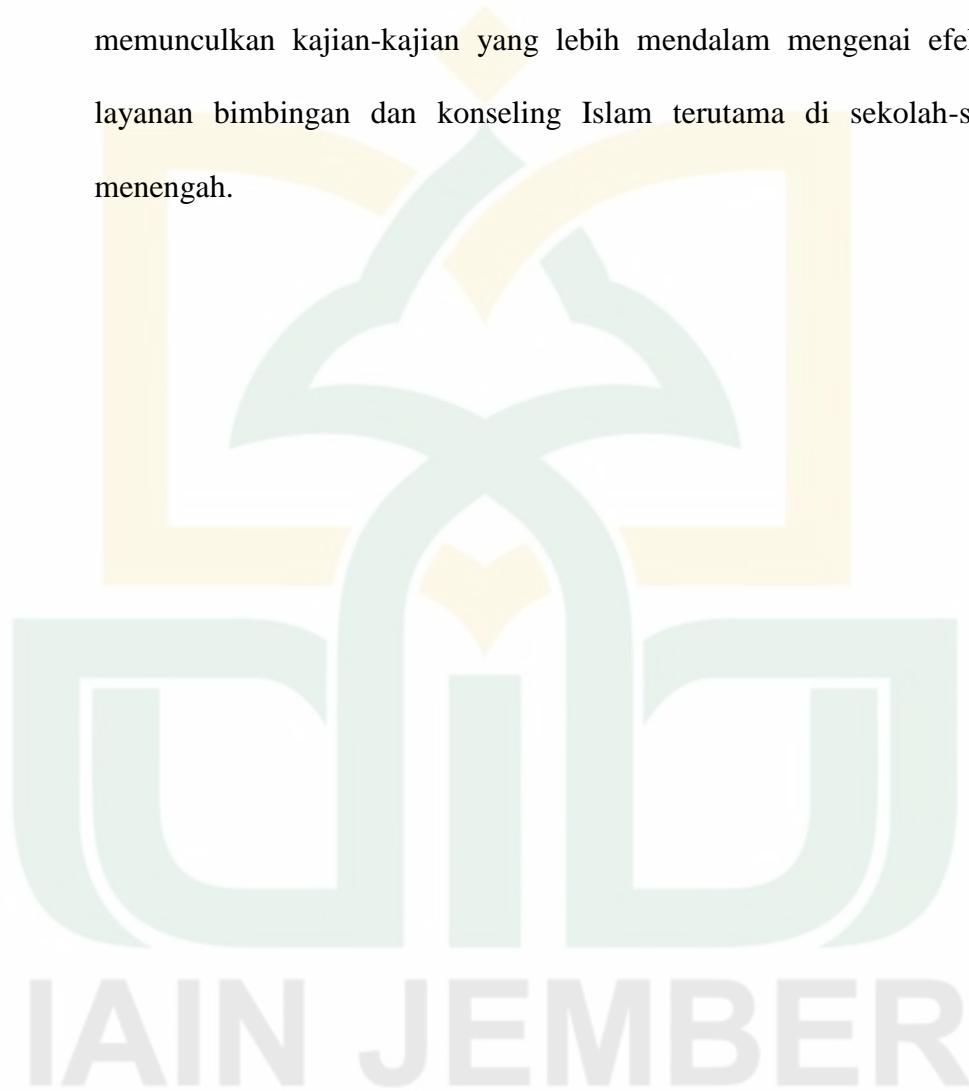 memunculkan kajian-kajian yang lebih mendalam mengenai
layanan bimbingan dan konseling Islam terutama di
menengah.
IAIN JEMBER